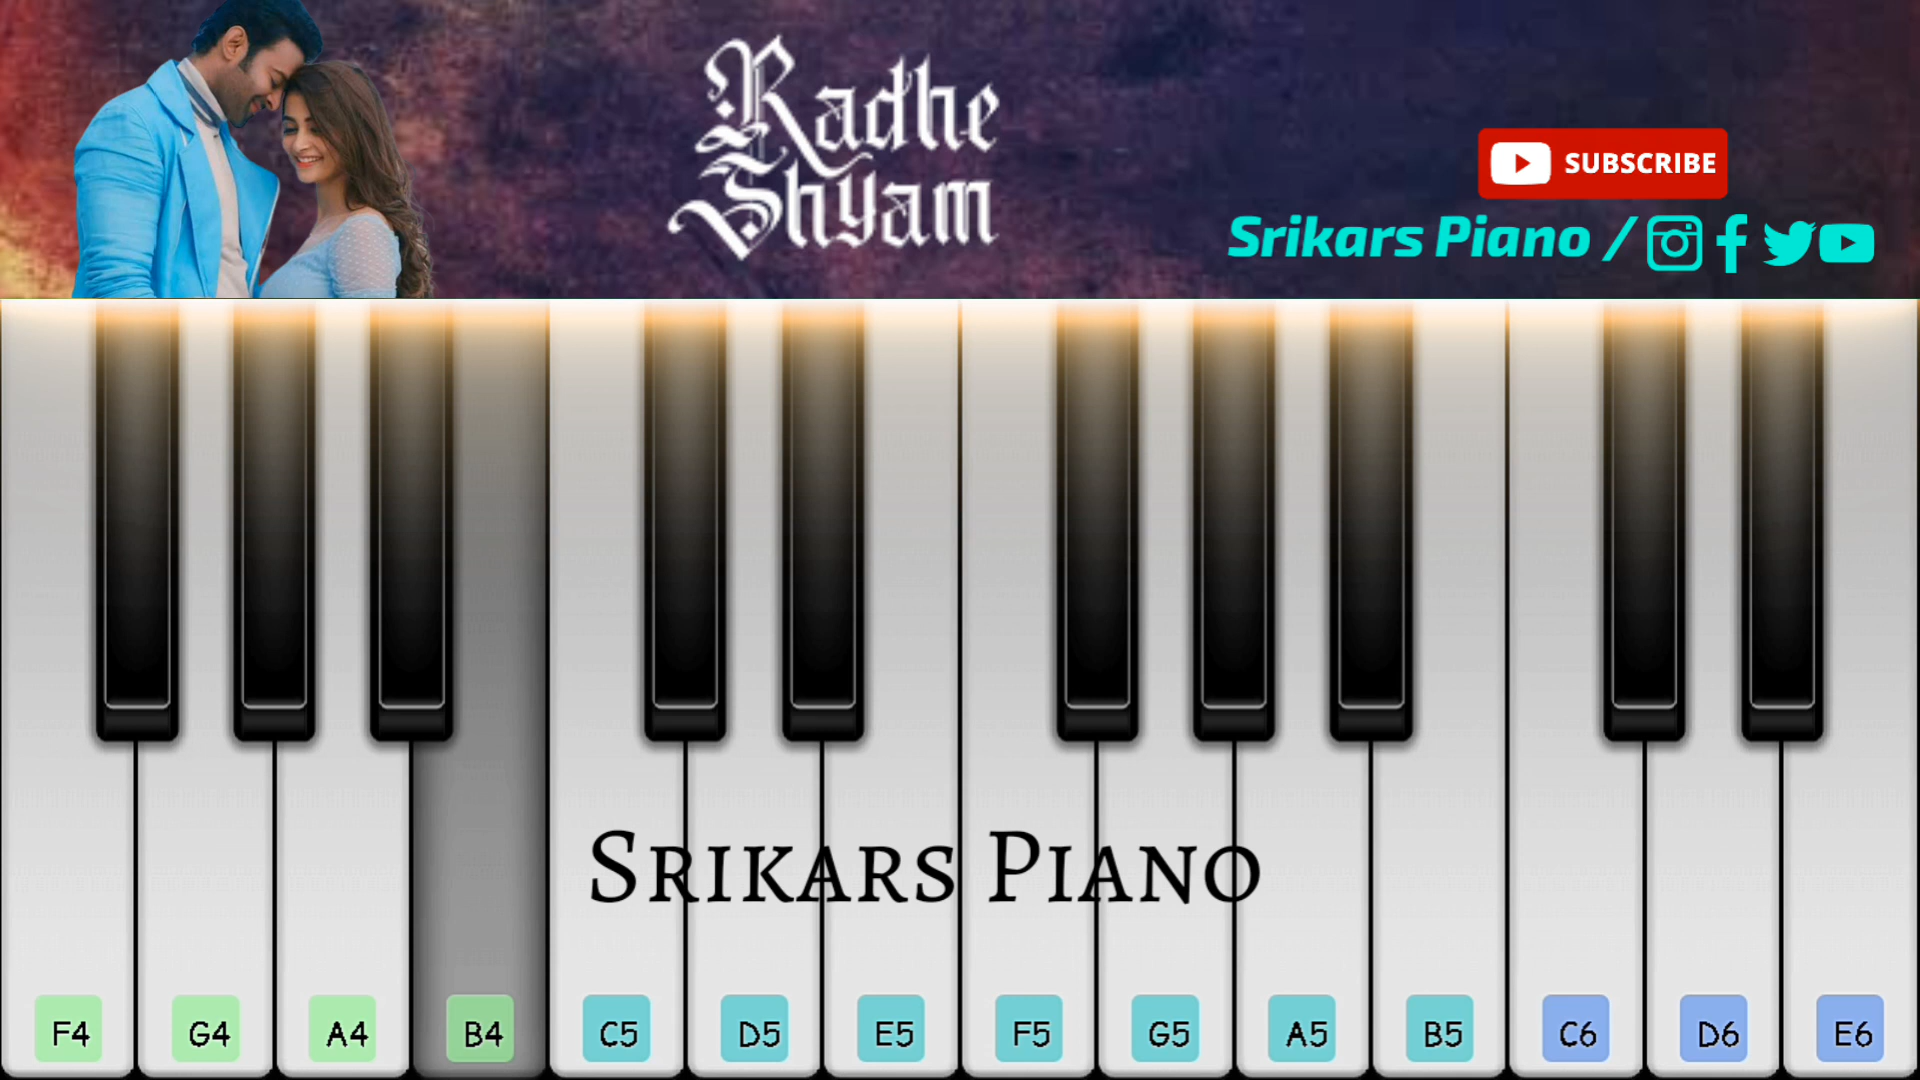 Radhe
Shyam
SUBSCRIBE
Srikars Piano /
SRIKARS PIANO
F4 G4 A4 B4 C5 D5 E5 F5 G5 A5 B5 C6 D6 E6